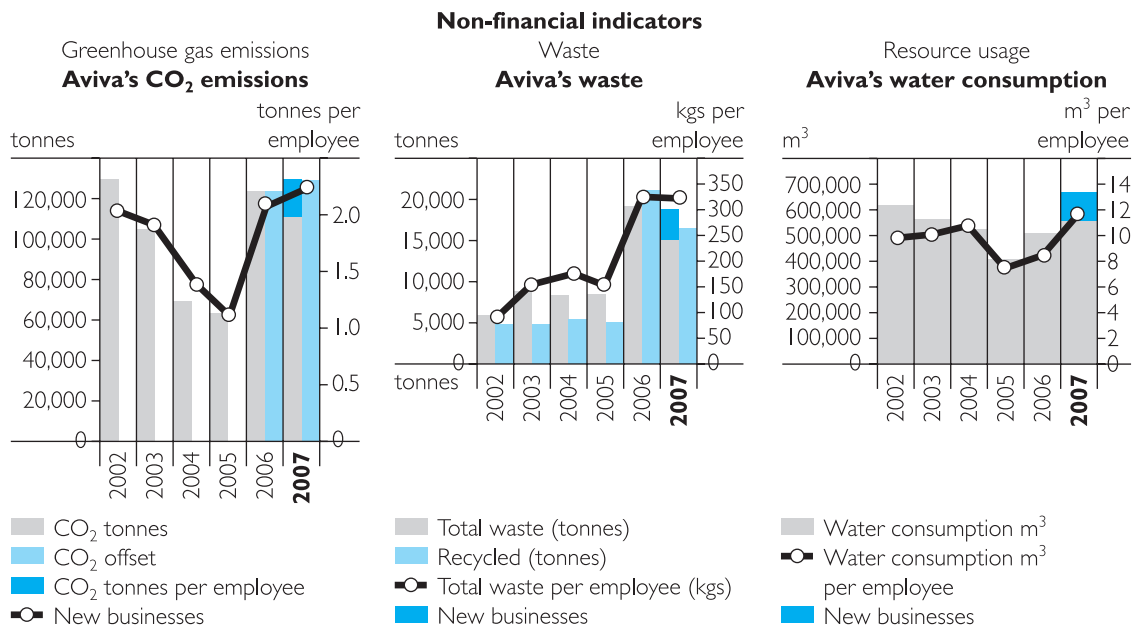 Non-financial indicators
Greenhouse gas emissions
Aviva's CO₂ emissions
tonnes
tonnes per
employee
120,000
100,000
80,000
60,000
40,000
20,000
0
2.0
1.5
1.0
0.5
0
2002
2003
2004
2005
2006
2007
CO₂ tonnes
CO₂ offset
CO₂ tonnes per employee
New businesses
Waste
Aviva's waste
tonnes
kgs per
employee
20,000
15,000
10,000
5,000
0
tonnes
350
300
250
200
150
100
50
0
2002
2003
2004
2005
2006
2007
Total waste (tonnes)
Recycled (tonnes)
Total waste per employee (kgs)
New businesses
Resource usage
Aviva's water consumption
m³
m³ per
employee
700,000
600,000
500,000
400,000
300,000
200,000
100,000
0
14
12
10
8
6
4
2
0
2002
2003
2004
2005
2006
2007
Water consumption m³
Water consumption m³
per employee
New businesses